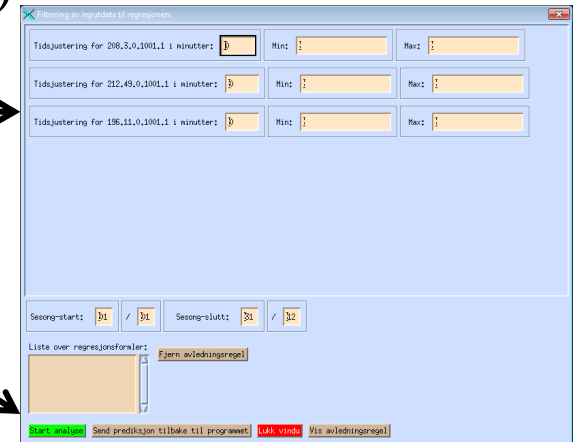 Filtrering av inputdata til regresjonen:
Tidsjustering for 208.3.0.1001.1 i minutter: 0 Min: Max:
Tidsjustering for 212.49.0.1001.1 i minutter: 0 Min: Max:
Tidsjustering for 196.11.0.1001.1 i minutter: 0 Min: Max:
Sesong-start: 01 / 01 Sesong-slutt: 31 / 12
Liste over regresjonsformler: Fjern avledningsregel
Start analyse Send prediksjon tilbake til programmet Lukk vindu Vis avledningsregel